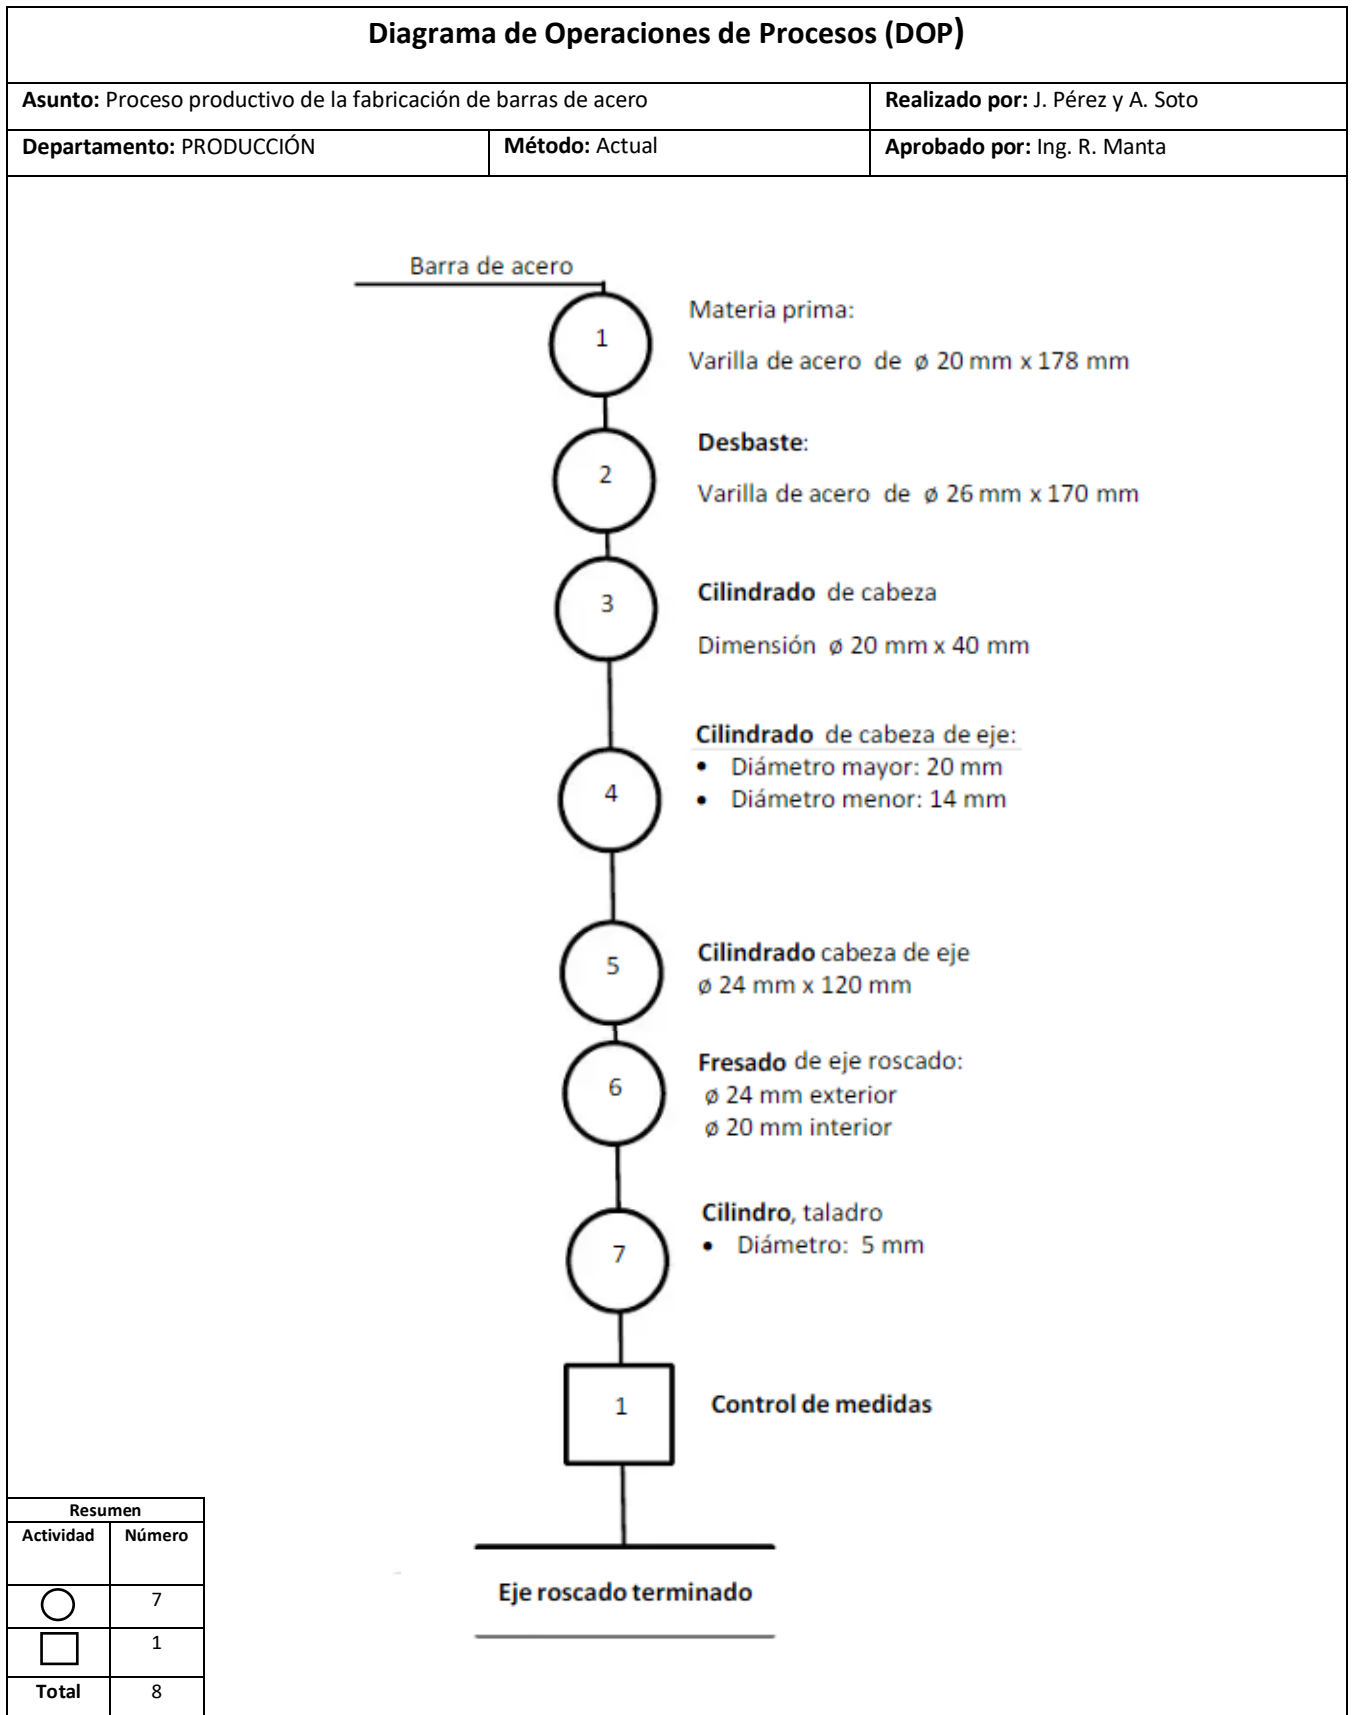 Diagrama de Operaciones de Procesos (DOP)
Asunto: Proceso productivo de la fabricación de barras de acero
Realizado por: J. Pérez y A. Soto
Departamento: PRODUCCIÓN
Método: Actual
Aprobado por: Ing. R. Manta
Barra de acero
1
Materia prima:
Varilla de acero de ø 20 mm x 178 mm
2
Desbaste:
Varilla de acero de ø 26 mm x 170 mm
3
Cilindrado de cabeza
Dimensión ø 20 mm x 40 mm
4
Cilindrado de cabeza de eje:
• Diámetro mayor: 20 mm
• Diámetro menor: 14 mm
5
Cilindrado cabeza de eje
ø 24 mm x 120 mm
6
Fresado de eje roscado:
ø 24 mm exterior
ø 20 mm interior
7
Cilindro, taladro
• Diámetro: 5 mm
1
Control de medidas
Eje roscado terminado
Resumen
Actividad Número
7
1
Total 8